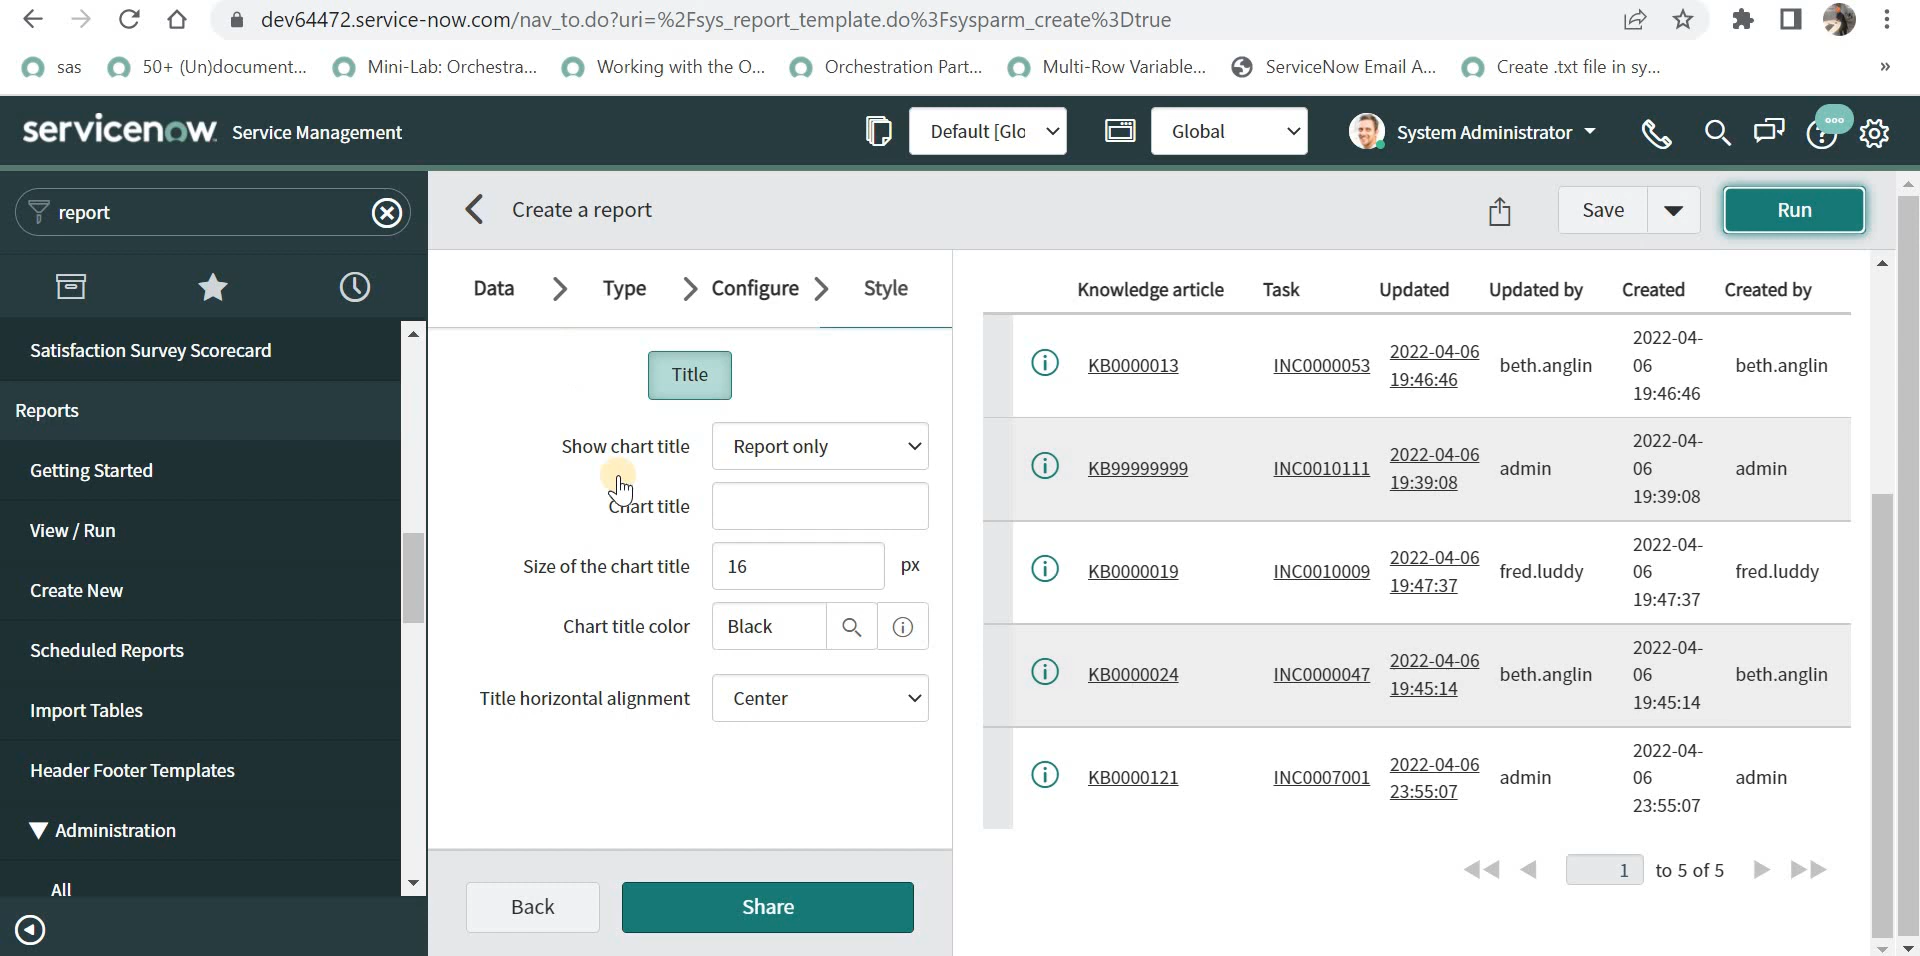 dev64472.service-now.com/nav_to.do?uri=%2Fsys_report_template.do%3Fsysparm_create%3Dtrue
sas 50+ (Un)document... Mini-Lab: Orchestra... Working with the O... Orchestration Part... Multi-Row Variable... ServiceNow Email A... Create .txt file in sy... »
servicenow Service Management Default [Glo Global System Administrator
report
Create a report Save Run
Satisfaction Survey Scorecard
Reports
Getting Started
View / Run
Create New
Scheduled Reports
Import Tables
Header Footer Templates
Administration
All
Data Type Configure Style
Title
Show chart title Report only
Chart title
Size of the chart title 16 px
Chart title color Black
Title horizontal alignment Center
Back Share
Knowledge article Task Updated Updated by Created Created by
KB0000013 INC0000053 2022-04-06 19:46:46 beth.anglin 2022-04-06 19:46:46 beth.anglin
KB99999999 INC0010111 2022-04-06 19:39:08 admin 2022-04-06 19:39:08 admin
KB0000019 INC0010009 2022-04-06 19:47:37 fred.luddy 2022-04-06 19:47:37 fred.luddy
KB0000024 INC0000047 2022-04-06 19:45:14 beth.anglin 2022-04-06 19:45:14 beth.anglin
KB0000121 INC0007001 2022-04-06 23:55:07 admin 2022-04-06 23:55:07 admin
1 to 5 of 5